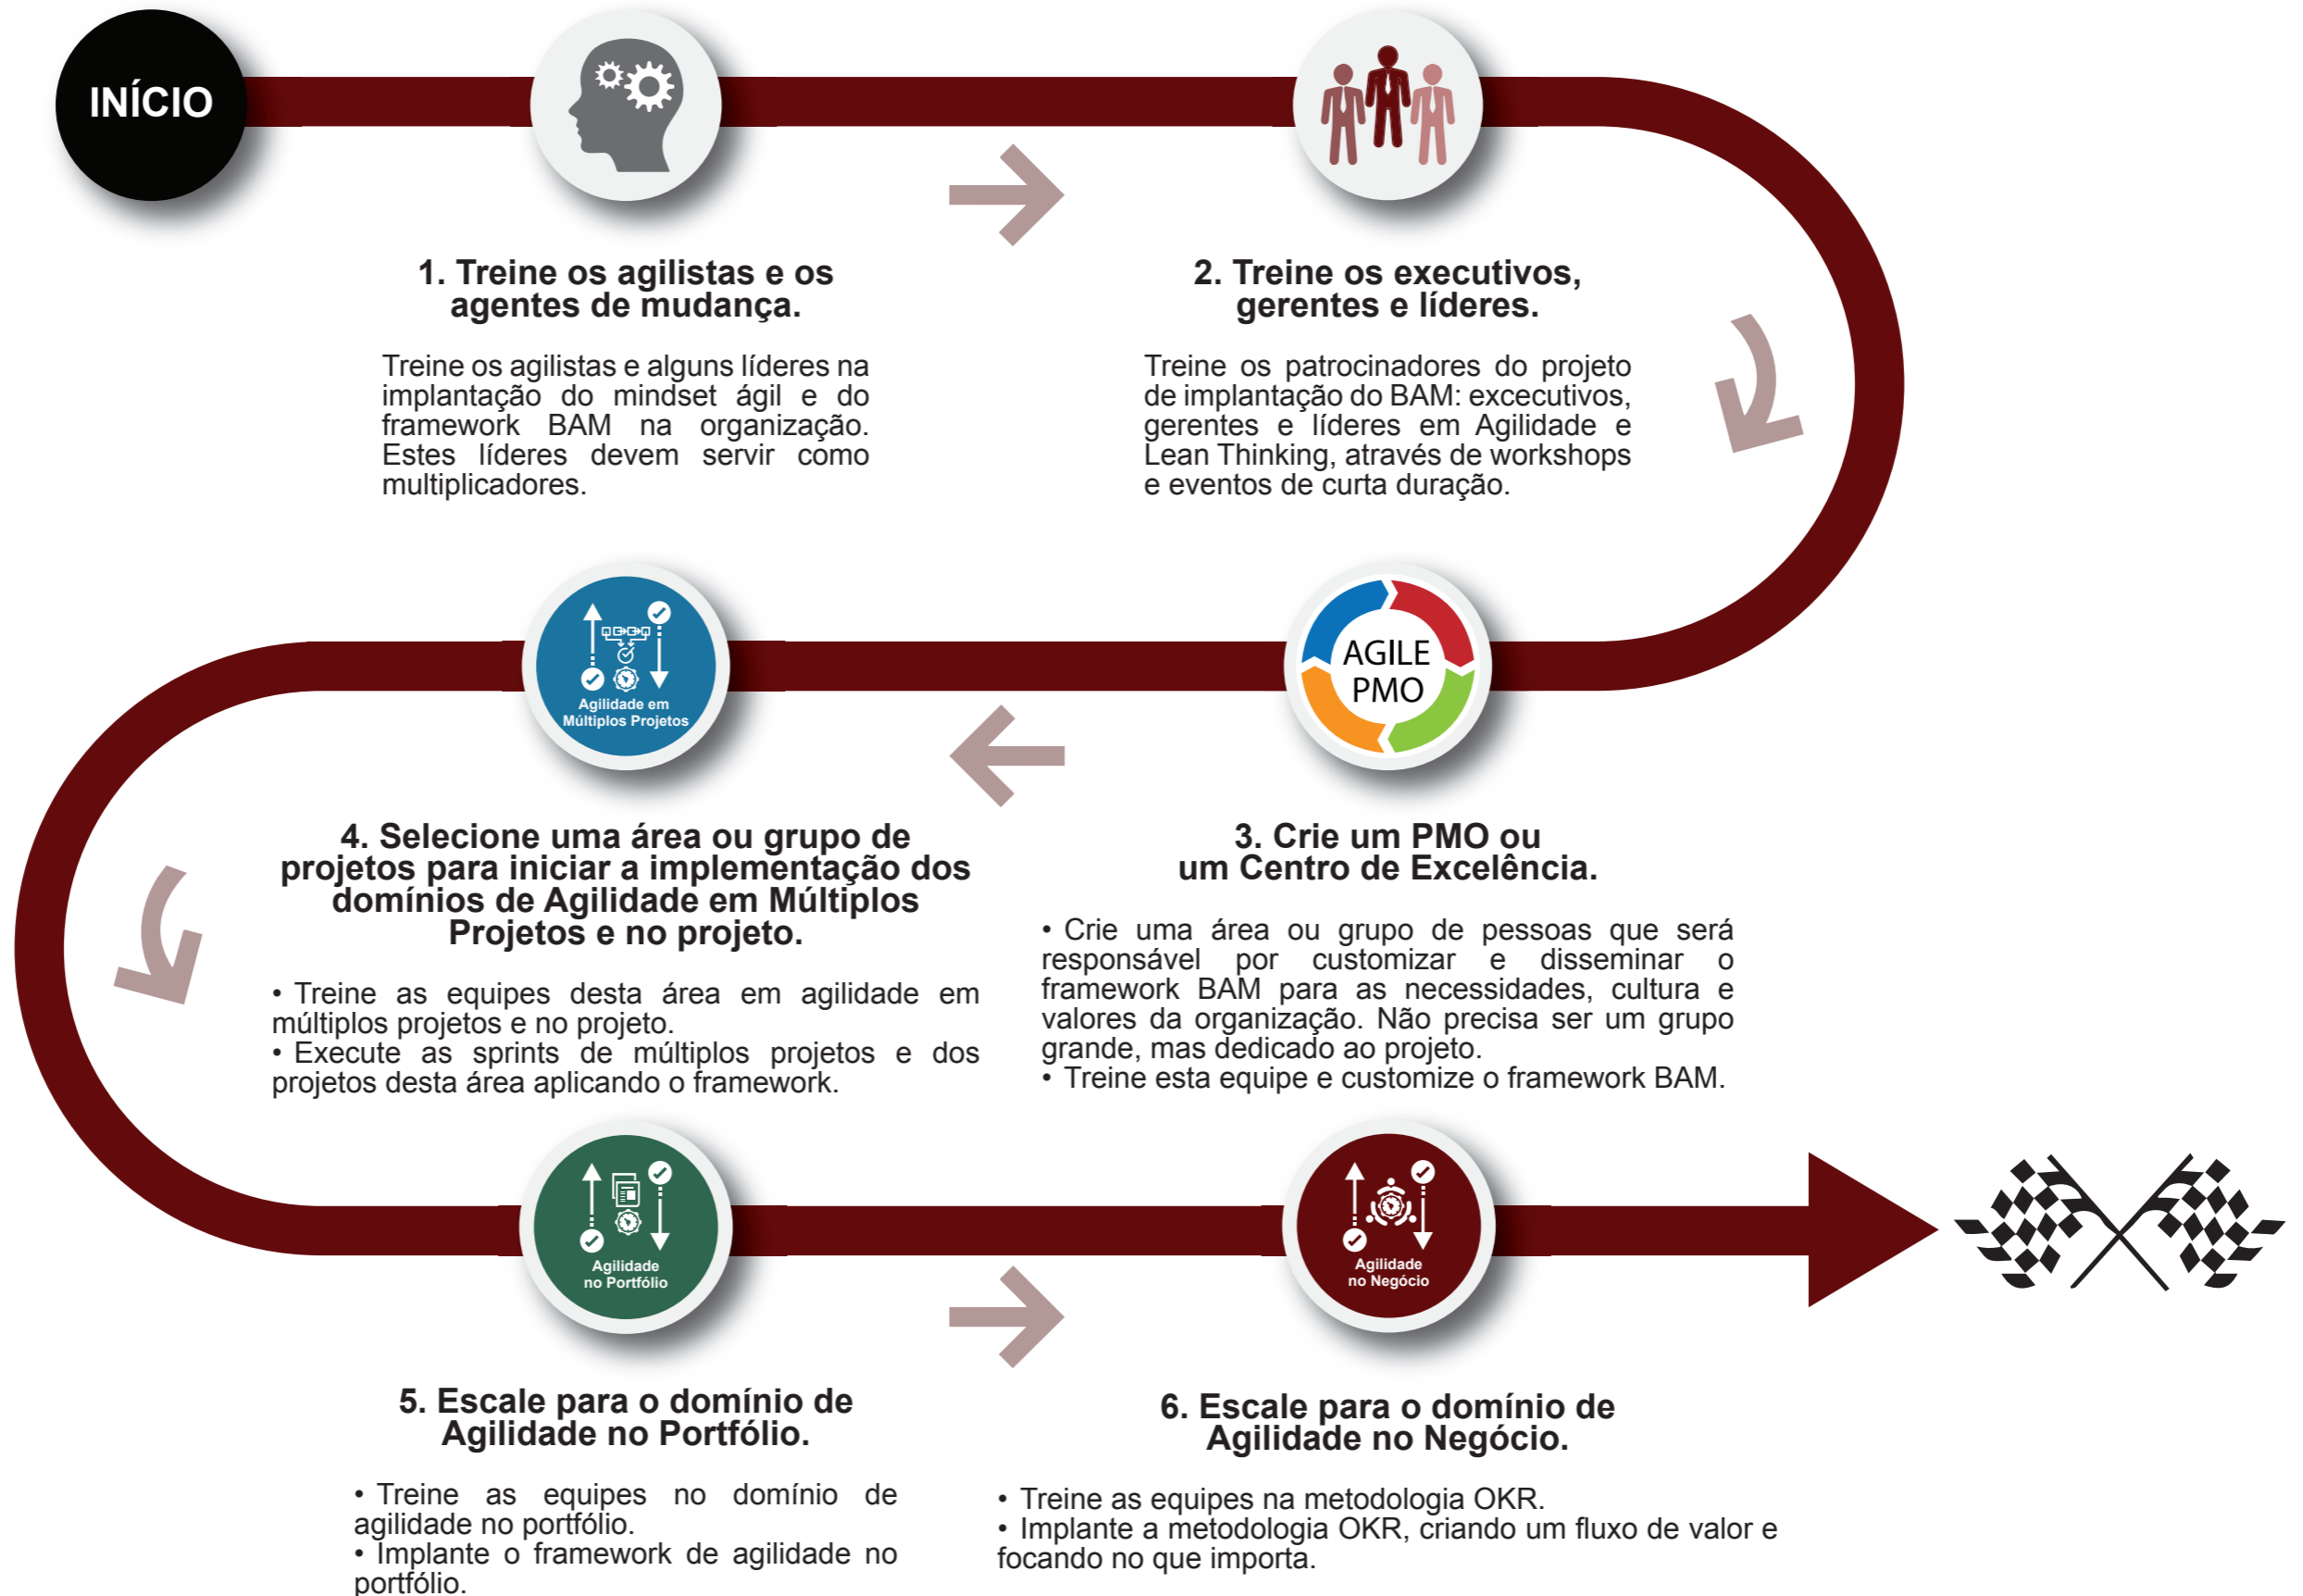 INÍCIO
1. Treine os agilistas e os
agentes de mudança.
Treine os agilistas e alguns líderes na
implantação do mindset ágil e do
framework BAM na organização.
Estes líderes devem servir como
multiplicadores.
2. Treine os executivos,
gerentes e líderes.
Treine os patrocinadores do projeto
de implantação do BAM: excecutivos,
gerentes e líderes em Agilidade e
Lean Thinking, através de workshops
e eventos de curta duração.
AGILE
PMO
3. Crie um PMO ou
um Centro de Excelência.
• Crie uma área ou grupo de pessoas que será
responsável por customizar e disseminar o
framework BAM para as necessidades, cultura e
valores da organização. Não precisa ser um grupo
grande, mas dedicado ao projeto.
• Treine esta equipe e customize o framework BAM.
Agilidade em
Múltiplos Projetos
4. Selecione uma área ou grupo de
projetos para iniciar a implementação dos
domínios de Agilidade em Múltiplos
Projetos e no projeto.
• Treine as equipes desta área em agilidade em
múltiplos projetos e no projeto.
• Execute as sprints de múltiplos projetos e dos
projetos desta área aplicando o framework.
Agilidade
no Portfólio
5. Escale para o domínio de
Agilidade no Portfólio.
• Treine as equipes no domínio de
agilidade no portfólio.
• Implante o framework de agilidade no
portfólio.
Agilidade
no Negócio
6. Escale para o domínio de
Agilidade no Negócio.
• Treine as equipes na metodologia OKR.
• Implante a metodologia OKR, criando um fluxo de valor e
focando no que importa.